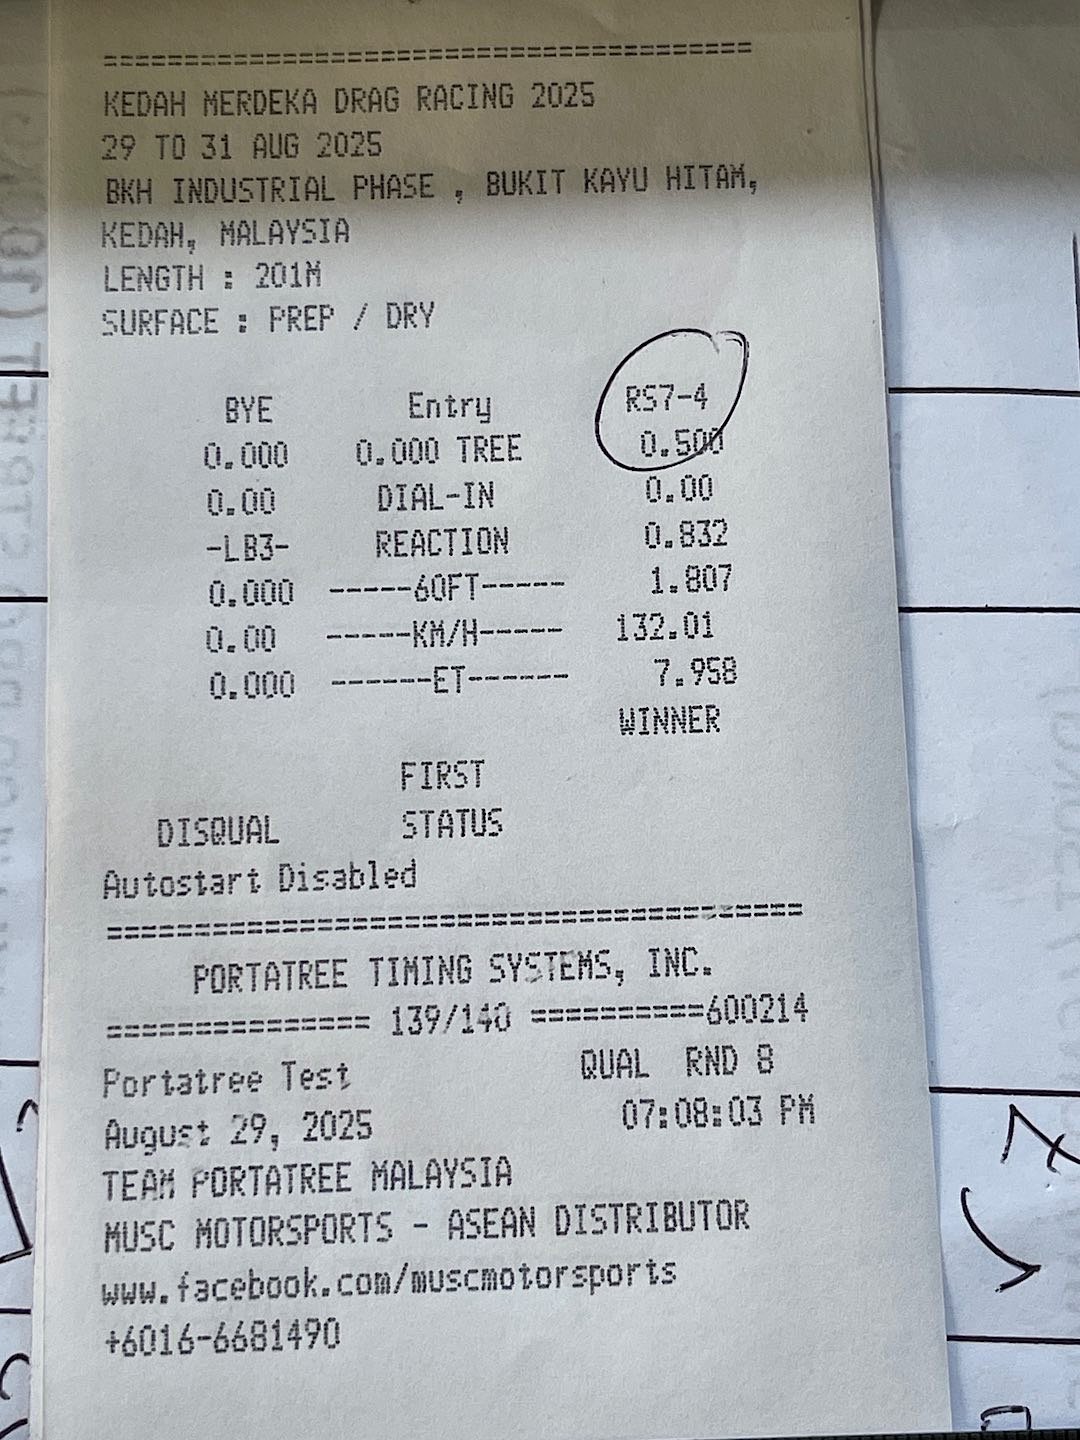 =====================================
KEDAH MERDEKA DRAG RACING 2025
29 TO 31 AUG 2025
BKH INDUSTRIAL PHASE , BUKIT KAYU HITAM,
KEDAH, MALAYSIA
LENGTH : 201M
SURFACE : PREP / DRY
BYE Entry RS7-4
0.000 0.000 TREE 0.500
0.00 DIAL-IN 0.00
-LB3- REACTION 0.832
0.000 -----60FT----- 1.807
0.00 -----KM/H----- 132.01
0.000 ------ET------ 7.958
WINNER
FIRST
DISQUAL STATUS
Autostart Disabled
========================================
PORTATREE TIMING SYSTEMS, INC.
=============== 139/140 ==========600214
Portatree Test QUAL RND 8
August 29, 2025 07:08:03 PM
TEAM PORTATREE MALAYSIA
MUSC MOTORSPORTS - ASEAN DISTRIBUTOR
www.facebook.com/muscmotorsports
+6016-6681490